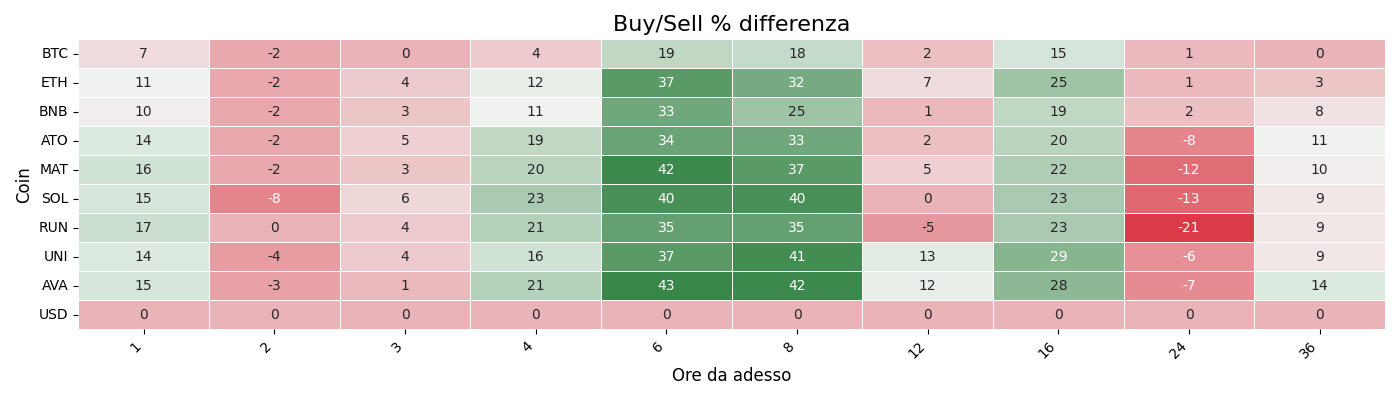 Buy/Sell % differenza
Coin
BTC 7 -2 0 4 19 18 2 15 1 0
ETH 11 -2 4 12 37 32 7 25 1 3
BNB 10 -2 3 11 33 25 1 19 2 8
ATO 14 -2 5 19 34 33 2 20 -8 11
MAT 16 -2 3 20 42 37 5 22 -12 10
SOL 15 -8 6 23 40 40 0 23 -13 9
RUN 17 0 4 21 35 35 -5 23 -21 9
UNI 14 -4 4 16 37 41 13 29 -6 9
AVA 15 -3 1 21 43 42 12 28 -7 14
USD 0 0 0 0 0 0 0 0 0 0
1 2 3 4 6 8 12 16 24 36
Ore da adesso